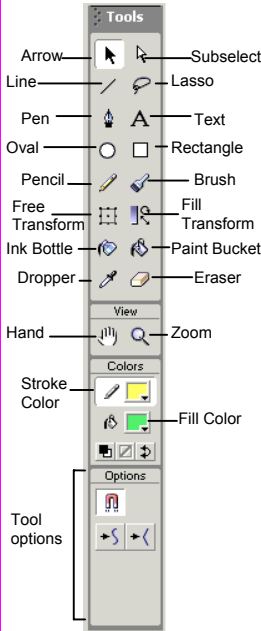 Tools
Arrow
Subselect
Line
Lasso
Pen
A
Text
Oval
Rectangle
Pencil
Brush
Free
Transform
Fill
Transform
Ink Bottle
Paint Bucket
Dropper
Eraser
View
Hand
Zoom
Colors
Stroke
Color
Fill Color
Options
Tool
options